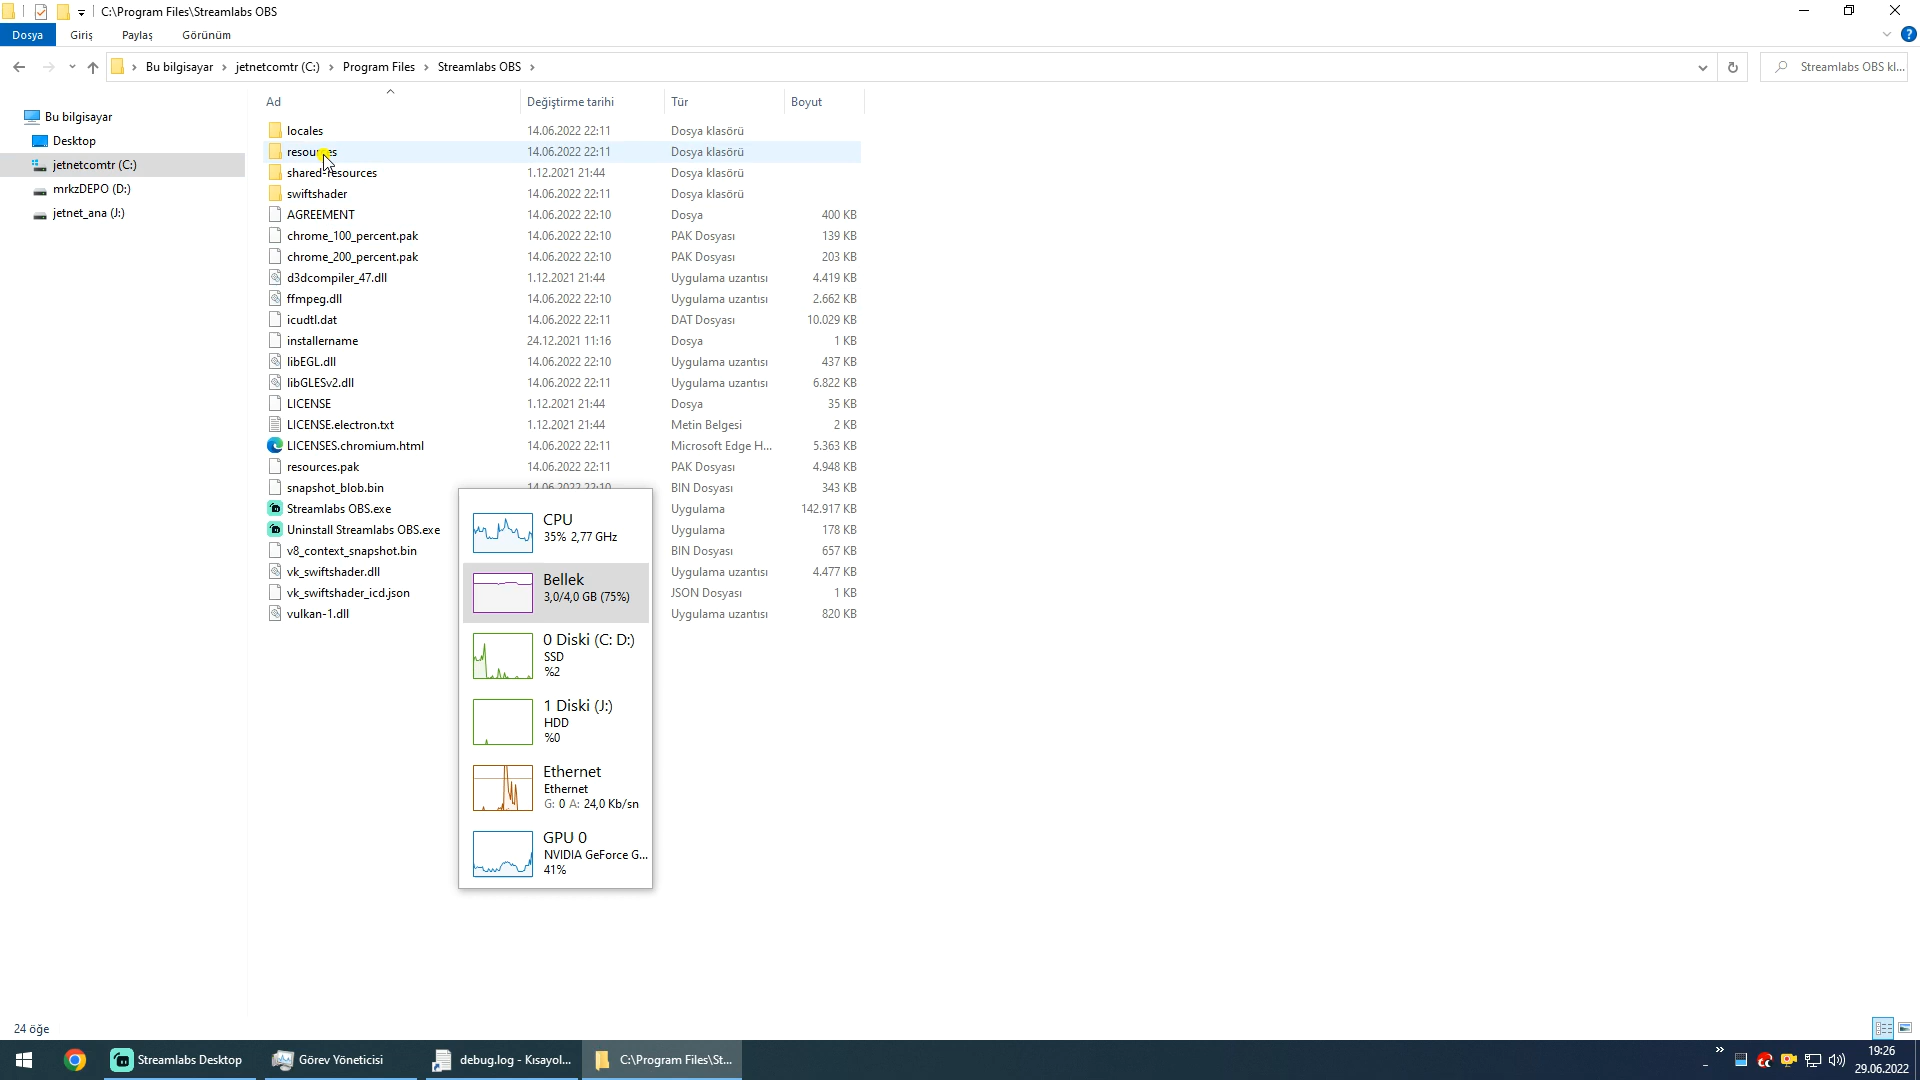 C:\Program Files\Streamlabs OBS
Dosya Giriş Paylaş Görünüm
Bu bilgisayar › jetnetcomtr (C:) › Program Files › Streamlabs OBS ›
Streamlabs OBS kl...
Bu bilgisayar
Desktop
jetnetcomtr (C:)
mrkzDEPO (D:)
jetnet_ana (J:)
Ad Değiştirme tarihi Tür Boyut
locales 14.06.2022 22:11 Dosya klasörü
resources 14.06.2022 22:11 Dosya klasörü
shared-resources 1.12.2021 21:44 Dosya klasörü
swiftshader 14.06.2022 22:11 Dosya klasörü
AGREEMENT 14.06.2022 22:10 Dosya 400 KB
chrome_100_percent.pak 14.06.2022 22:10 PAK Dosyası 139 KB
chrome_200_percent.pak 14.06.2022 22:10 PAK Dosyası 203 KB
d3dcompiler_47.dll 1.12.2021 21:44 Uygulama uzantısı 4.419 KB
ffmpeg.dll 14.06.2022 22:10 Uygulama uzantısı 2.662 KB
icudtl.dat 14.06.2022 22:11 DAT Dosyası 10.029 KB
installername 24.12.2021 11:16 Dosya 1 KB
libEGL.dll 14.06.2022 22:10 Uygulama uzantısı 437 KB
libGLESv2.dll 14.06.2022 22:11 Uygulama uzantısı 6.822 KB
LICENSE 1.12.2021 21:44 Dosya 35 KB
LICENSE.electron.txt 1.12.2021 21:44 Metin Belgesi 2 KB
LICENSES.chromium.html 14.06.2022 22:11 Microsoft Edge H... 5.363 KB
resources.pak 14.06.2022 22:11 PAK Dosyası 4.948 KB
snapshot_blob.bin 14.06.2022 22:10 BIN Dosyası 343 KB
Streamlabs OBS.exe Uygulama 142.917 KB
Uninstall Streamlabs OBS.exe Uygulama 178 KB
v8_context_snapshot.bin BIN Dosyası 657 KB
vk_swiftshader.dll Uygulama uzantısı 4.477 KB
vk_swiftshader_icd.json JSON Dosyası 1 KB
vulkan-1.dll Uygulama uzantısı 820 KB
CPU
35% 2,77 GHz
Bellek
3,0/4,0 GB (75%)
0 Diski (C: D:)
SSD
%2
1 Diski (J:)
HDD
%0
Ethernet
Ethernet
G: 0 A: 24,0 Kb/sn
GPU 0
NVIDIA GeForce G...
41%
24 öğe
Streamlabs Desktop Görev Yöneticisi debug.log - Kısayol... C:\Program Files\St...
19:26
29.06.2022